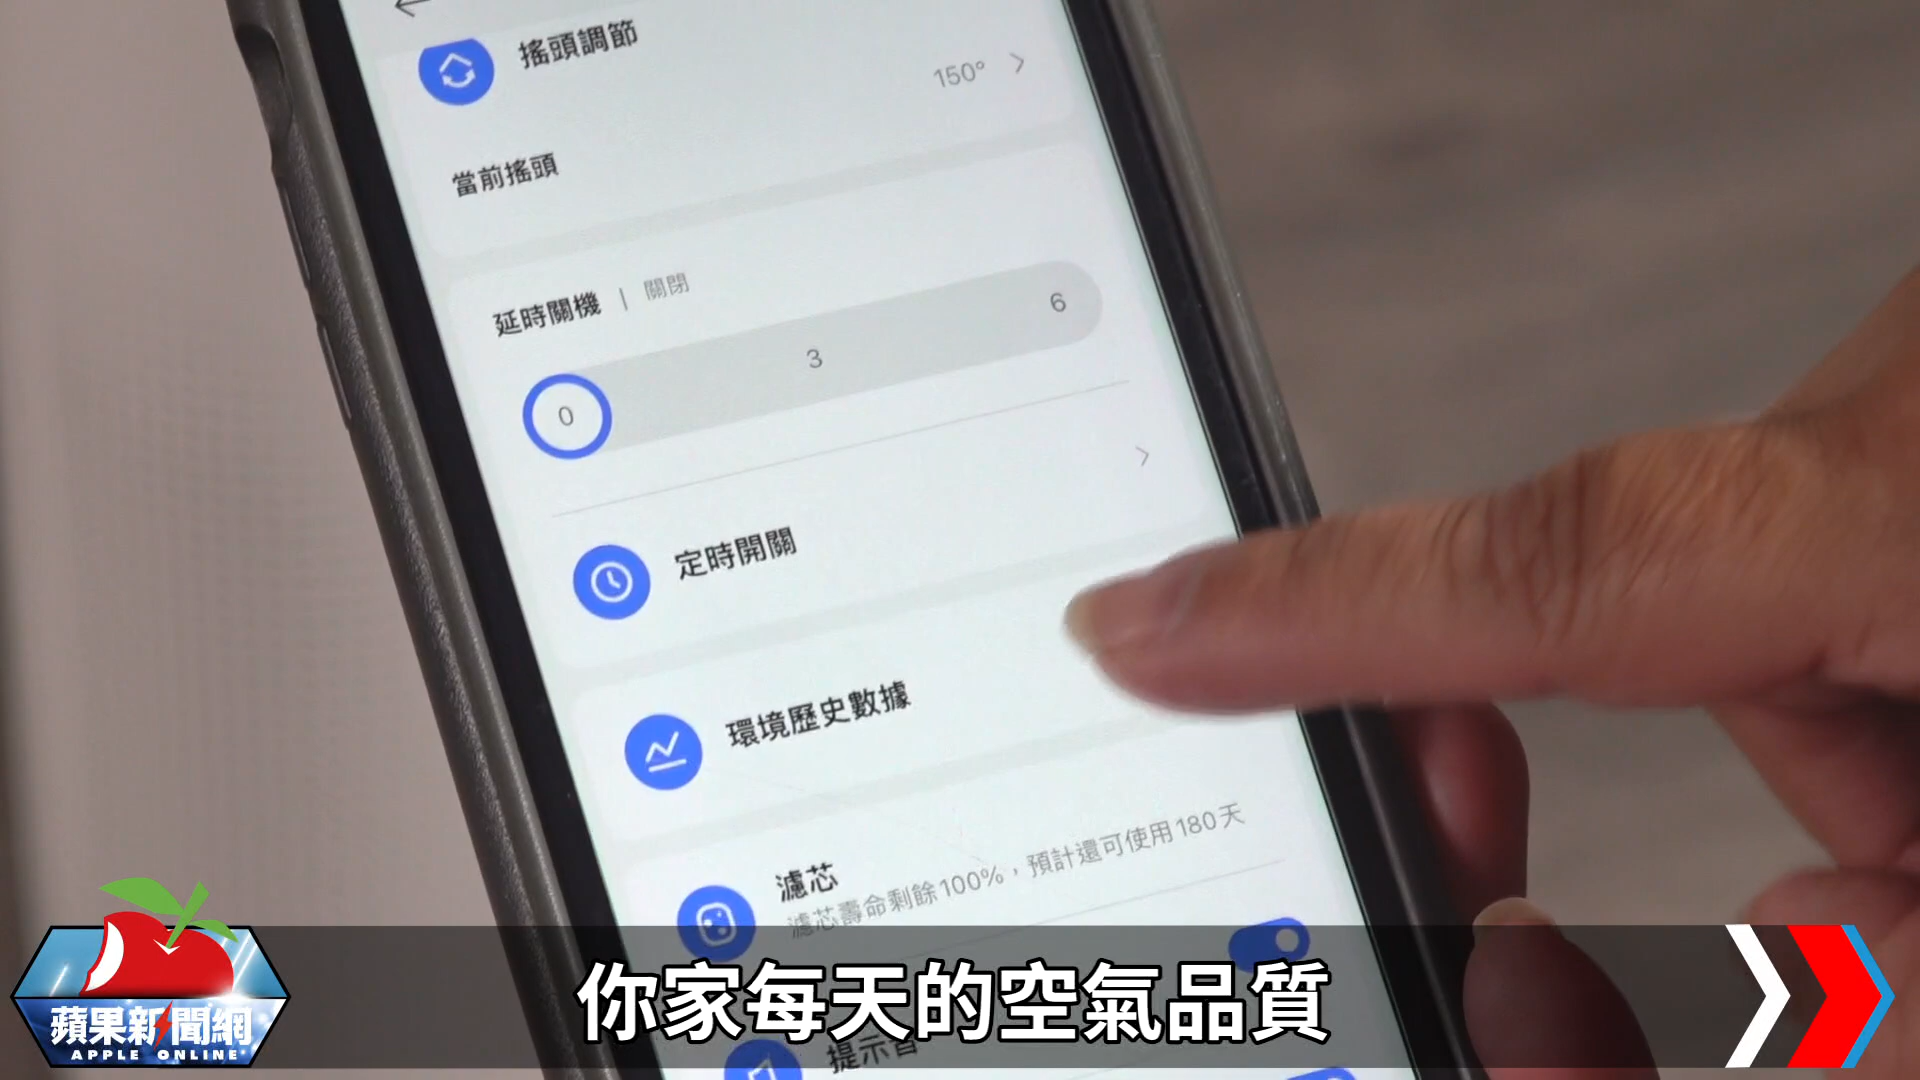 搖頭調節
150°
當前搖頭
延時關機 | 關閉
0 3 6
定時開關
環境歷史數據
濾芯
濾芯壽命剩餘100%，預計還可使用180天
提示音
你家每天的空氣品質
蘋果新聞網
APPLE ONLINE